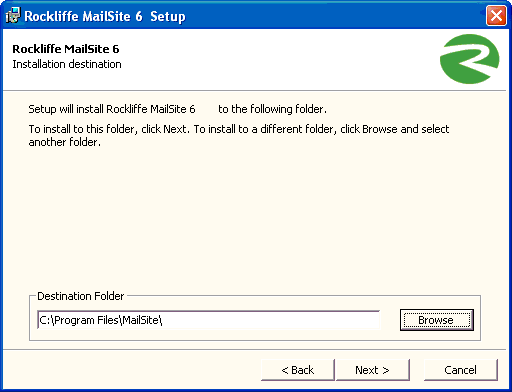 Rockliffe MailSite 6  Setup
Rockliffe MailSite 6
Installation destination
Setup will install Rockliffe MailSite 6      to the following folder.
To install to this folder, click Next. To install to a different folder, click Browse and select
another folder.
Destination Folder
C:\Program Files\MailSite\
Browse
< Back
Next >
Cancel